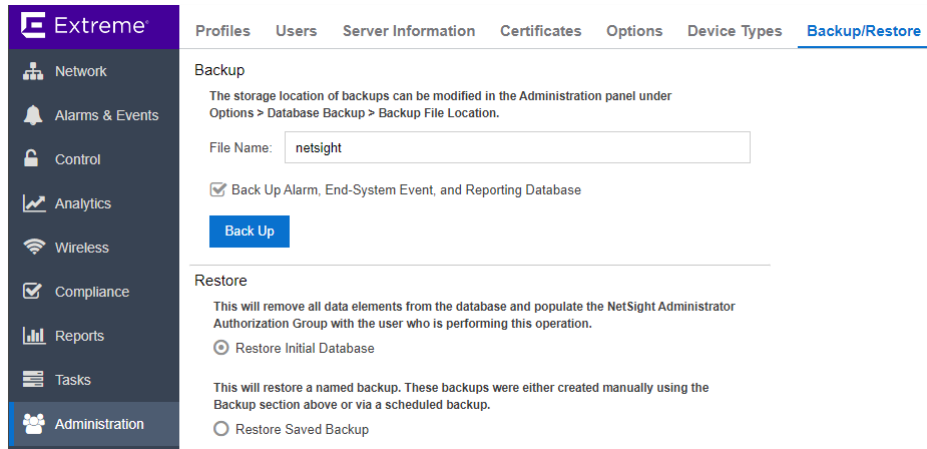 Extreme
Profiles Users Server Information Certificates Options Device Types Backup/Restore
Network
Alarms & Events
Control
Analytics
Wireless
Compliance
Reports
Tasks
Administration
Backup
The storage location of backups can be modified in the Administration panel under
Options > Database Backup > Backup File Location.
File Name: netsight
Back Up Alarm, End-System Event, and Reporting Database
Back Up
Restore
This will remove all data elements from the database and populate the NetSight Administrator
Authorization Group with the user who is performing this operation.
Restore Initial Database
This will restore a named backup. These backups were either created manually using the
Backup section above or via a scheduled backup.
Restore Saved Backup